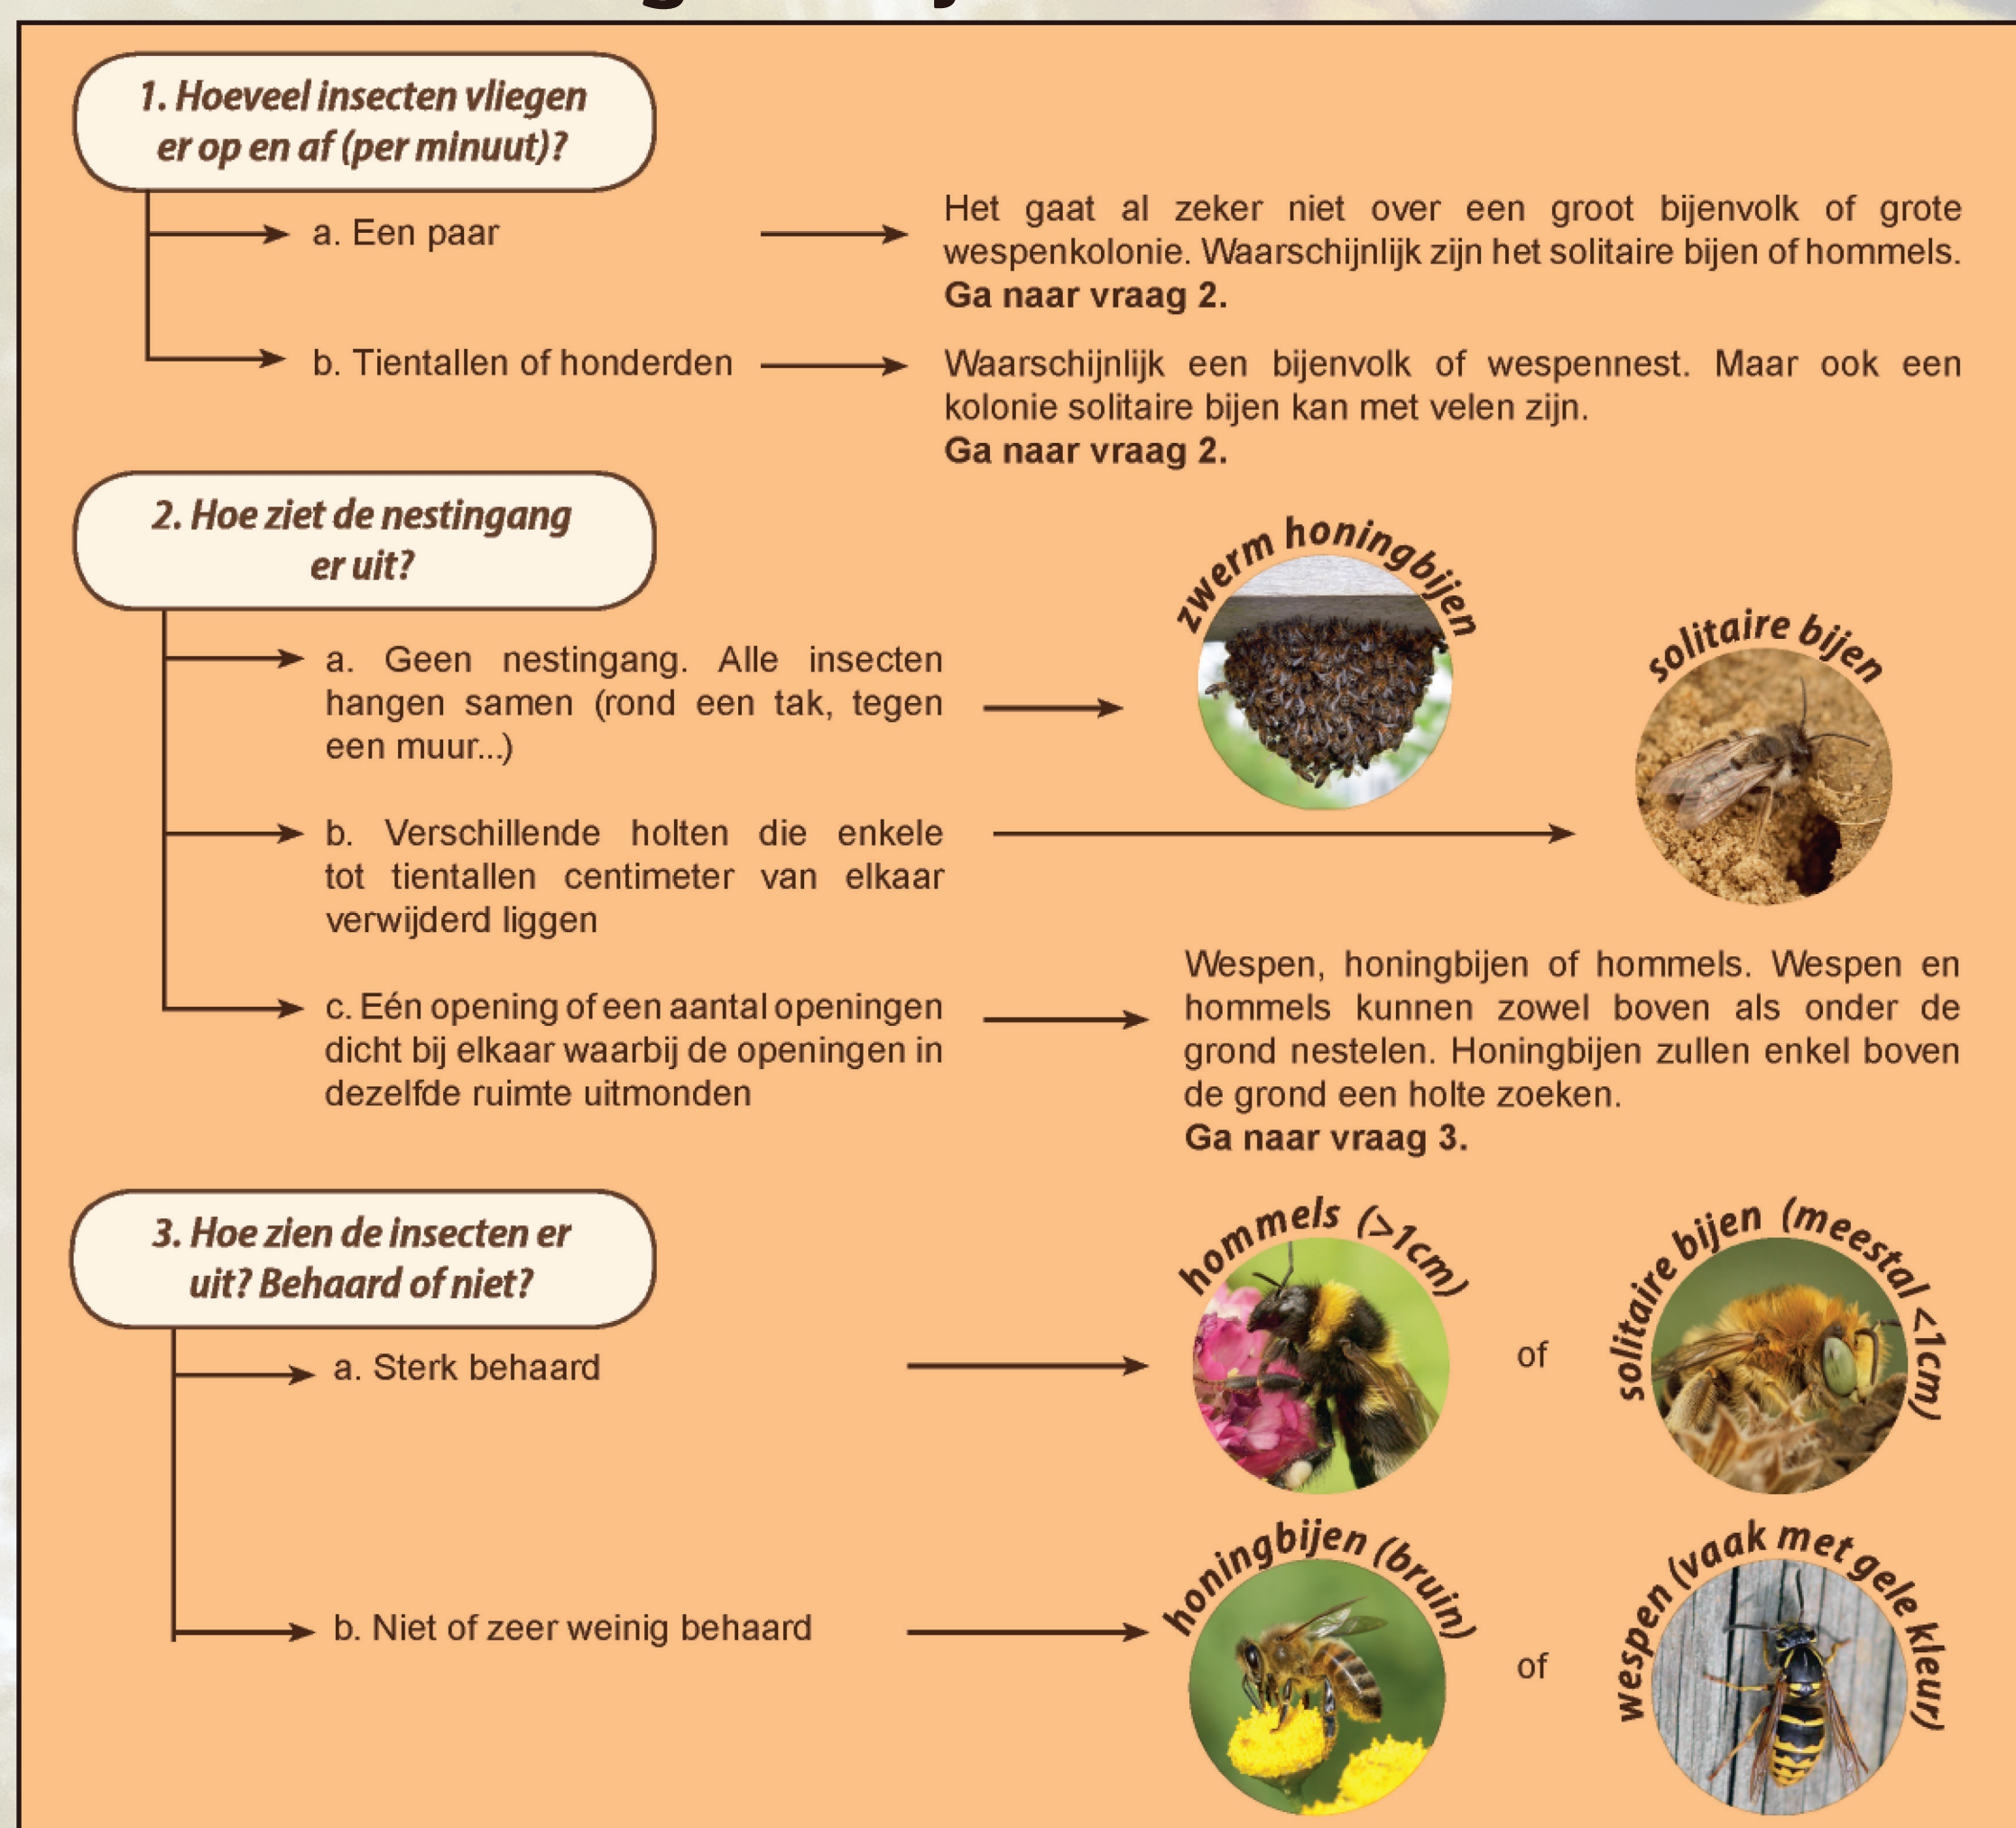 1. Hoeveel insecten vliegen
er op en af (per minuut)?
a. Een paar
Het gaat al zeker niet over een groot bijenvolk of grote
wespenkolonie. Waarschijnlijk zijn het solitaire bijen of hommels.
Ga naar vraag 2.
b. Tientallen of honderden
Waarschijnlijk een bijenvolk of wespennest. Maar ook een
kolonie solitaire bijen kan met velen zijn.
Ga naar vraag 2.
2. Hoe ziet de nestingang
er uit?
a. Geen nestingang. Alle insecten
hangen samen (rond een tak, tegen
een muur...)
zwerm honingbijen
b. Verschillende holten die enkele
tot tientallen centimeter van elkaar
verwijderd liggen
solitaire bijen
c. Eén opening of een aantal openingen
dicht bij elkaar waarbij de openingen in
dezelfde ruimte uitmonden
Wespen, honingbijen of hommels. Wespen en
hommels kunnen zowel boven als onder de
grond nestelen. Honingbijen zullen enkel boven
de grond een holte zoeken.
Ga naar vraag 3.
3. Hoe zien de insecten er
uit? Behaard of niet?
a. Sterk behaard
hommels (>1cm)
of
solitaire bijen (meestal <1cm)
b. Niet of zeer weinig behaard
honingbijen (bruin)
of
wespen (vaak met gele kleur)